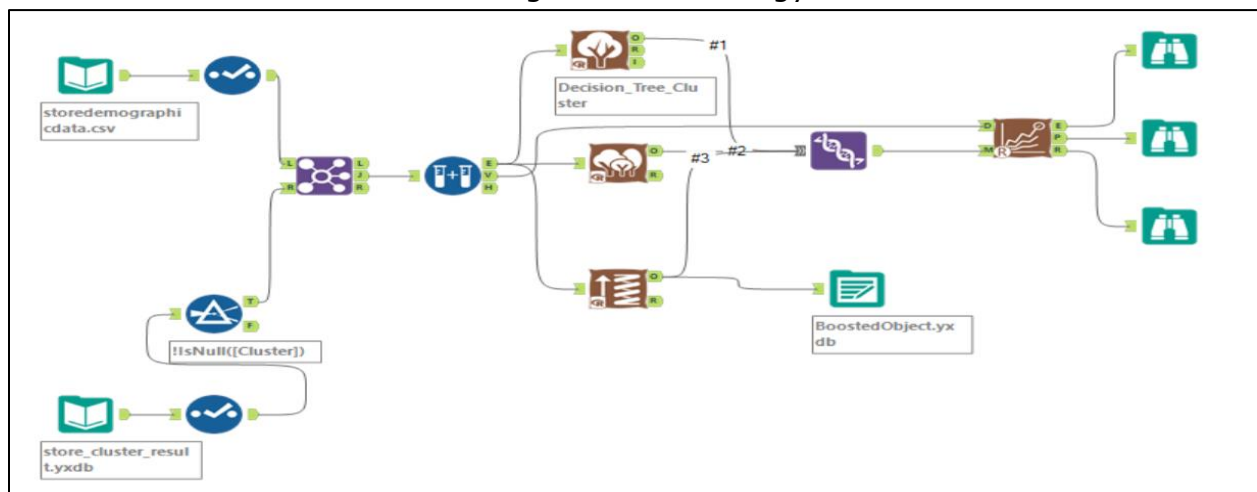 #1
Decision_Tree_Clu
ster
storedemographi
cdata.csv
O
R
I
D
E
P
R
M
R
L
R
L
J
R
E
V
H
O
R
#3
#2
T
F
!IsNull([Cluster])
O
R
BoostedObject.yx
db
store_cluster_resul
t.yxdb